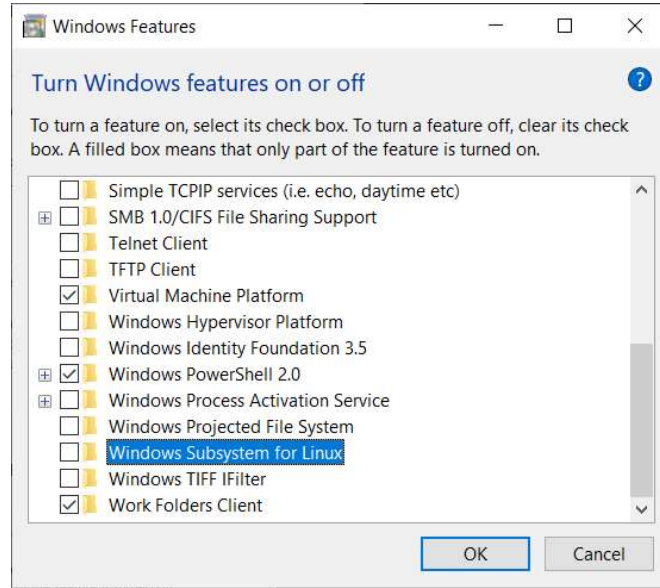 Windows Features
Turn Windows features on or off
To turn a feature on, select its check box. To turn a feature off, clear its check
box. A filled box means that only part of the feature is turned on.
Simple TCPIP services (i.e. echo, daytime etc)
SMB 1.0/CIFS File Sharing Support
Telnet Client
TFTP Client
Virtual Machine Platform
Windows Hypervisor Platform
Windows Identity Foundation 3.5
Windows PowerShell 2.0
Windows Process Activation Service
Windows Projected File System
Windows Subsystem for Linux
Windows TIFF IFilter
Work Folders Client
OK Cancel